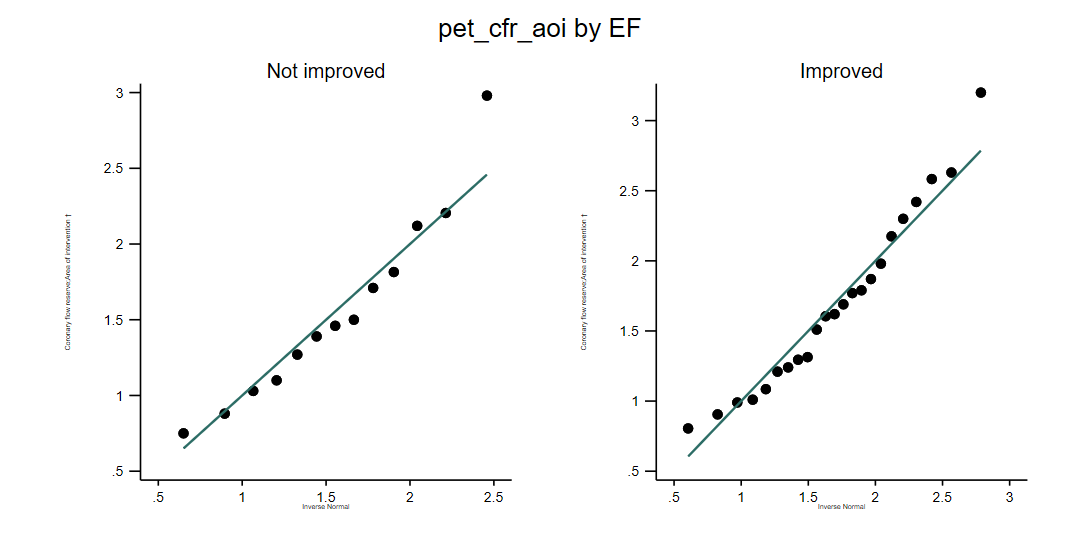 pet_cfr_aoi by EF
Not improved
Coronary flow reserve:Area of intervention †
3
2.5
2
1.5
1
.5
.5 1 1.5 2 2.5
Inverse Normal
Improved
Coronary flow reserve:Area of intervention †
3
2.5
2
1.5
1
.5
.5 1 1.5 2 2.5 3
Inverse Normal